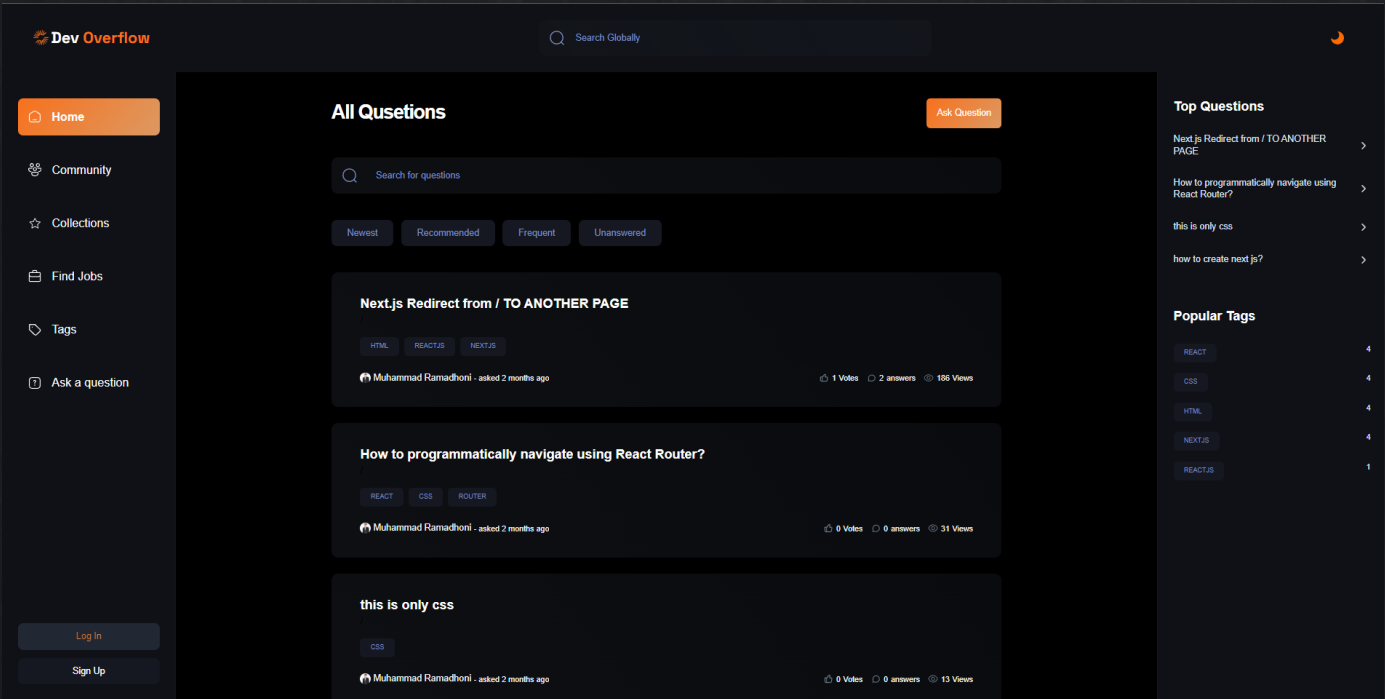 Dev Overflow
Search Globally
Home
Community
Collections
Find Jobs
Tags
Ask a question
Log In
Sign Up
All Qusetions
Ask Question
Search for questions
Newest Recommended Frequent Unanswered
Next.js Redirect from / TO ANOTHER PAGE
HTML REACTJS NEXTJS
Muhammad Ramadhoni - asked 2 months ago 1 Votes 2 answers 186 Views
How to programmatically navigate using React Router?
REACT CSS ROUTER
Muhammad Ramadhoni - asked 2 months ago 0 Votes 0 answers 31 Views
this is only css
CSS
Muhammad Ramadhoni - asked 2 months ago 0 Votes 0 answers 13 Views
Top Questions
Next.js Redirect from / TO ANOTHER
PAGE
How to programmatically navigate using
React Router?
this is only css
how to create next js?
Popular Tags
REACT 4
CSS 4
HTML 4
NEXTJS 4
REACTJS 1